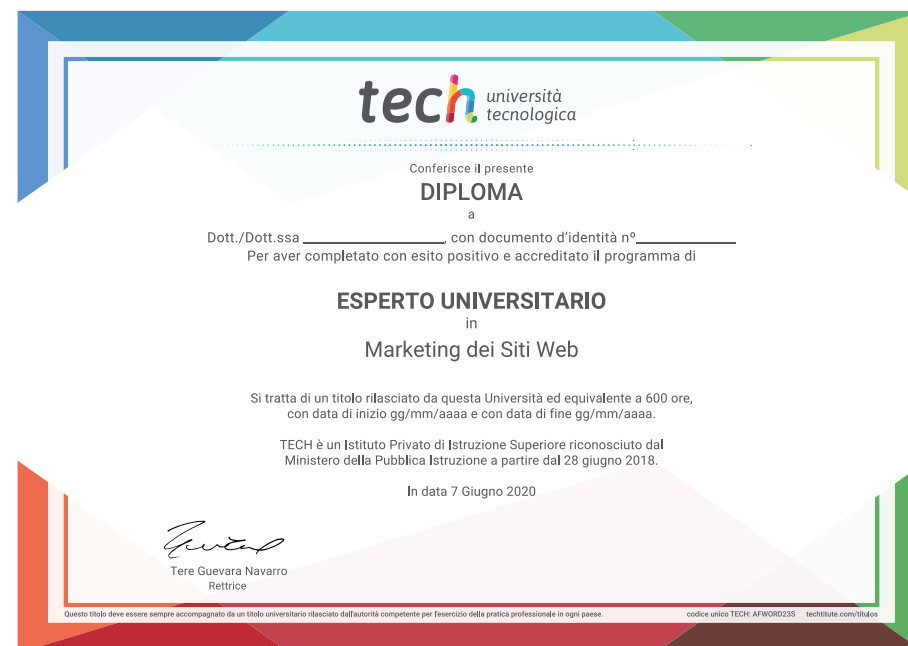 tech università
tecnologica
Conferisce il presente
DIPLOMA
a
Dott./Dott.ssa ____________________, con documento d'identità nº______________
Per aver completato con esito positivo e accreditato il programma di
ESPERTO UNIVERSITARIO
in
Marketing dei Siti Web
Si tratta di un titolo rilasciato da questa Università ed equivalente a 600 ore,
con data di inizio gg/mm/aaaa e con data di fine gg/mm/aaaa.
TECH è un Istituto Privato di Istruzione Superiore riconosciuto dal
Ministero della Pubblica Istruzione a partire dal 28 giugno 2018.
In data 7 Giugno 2020
Tere Guevara Navarro
Rettrice
Questo titolo deve essere sempre accompagnato da un titolo universitario rilasciato dall'autorità competente per l'esercizio della pratica professionale in ogni paese. codice unico TECH: AFWORD23S techtitute.com/titulos